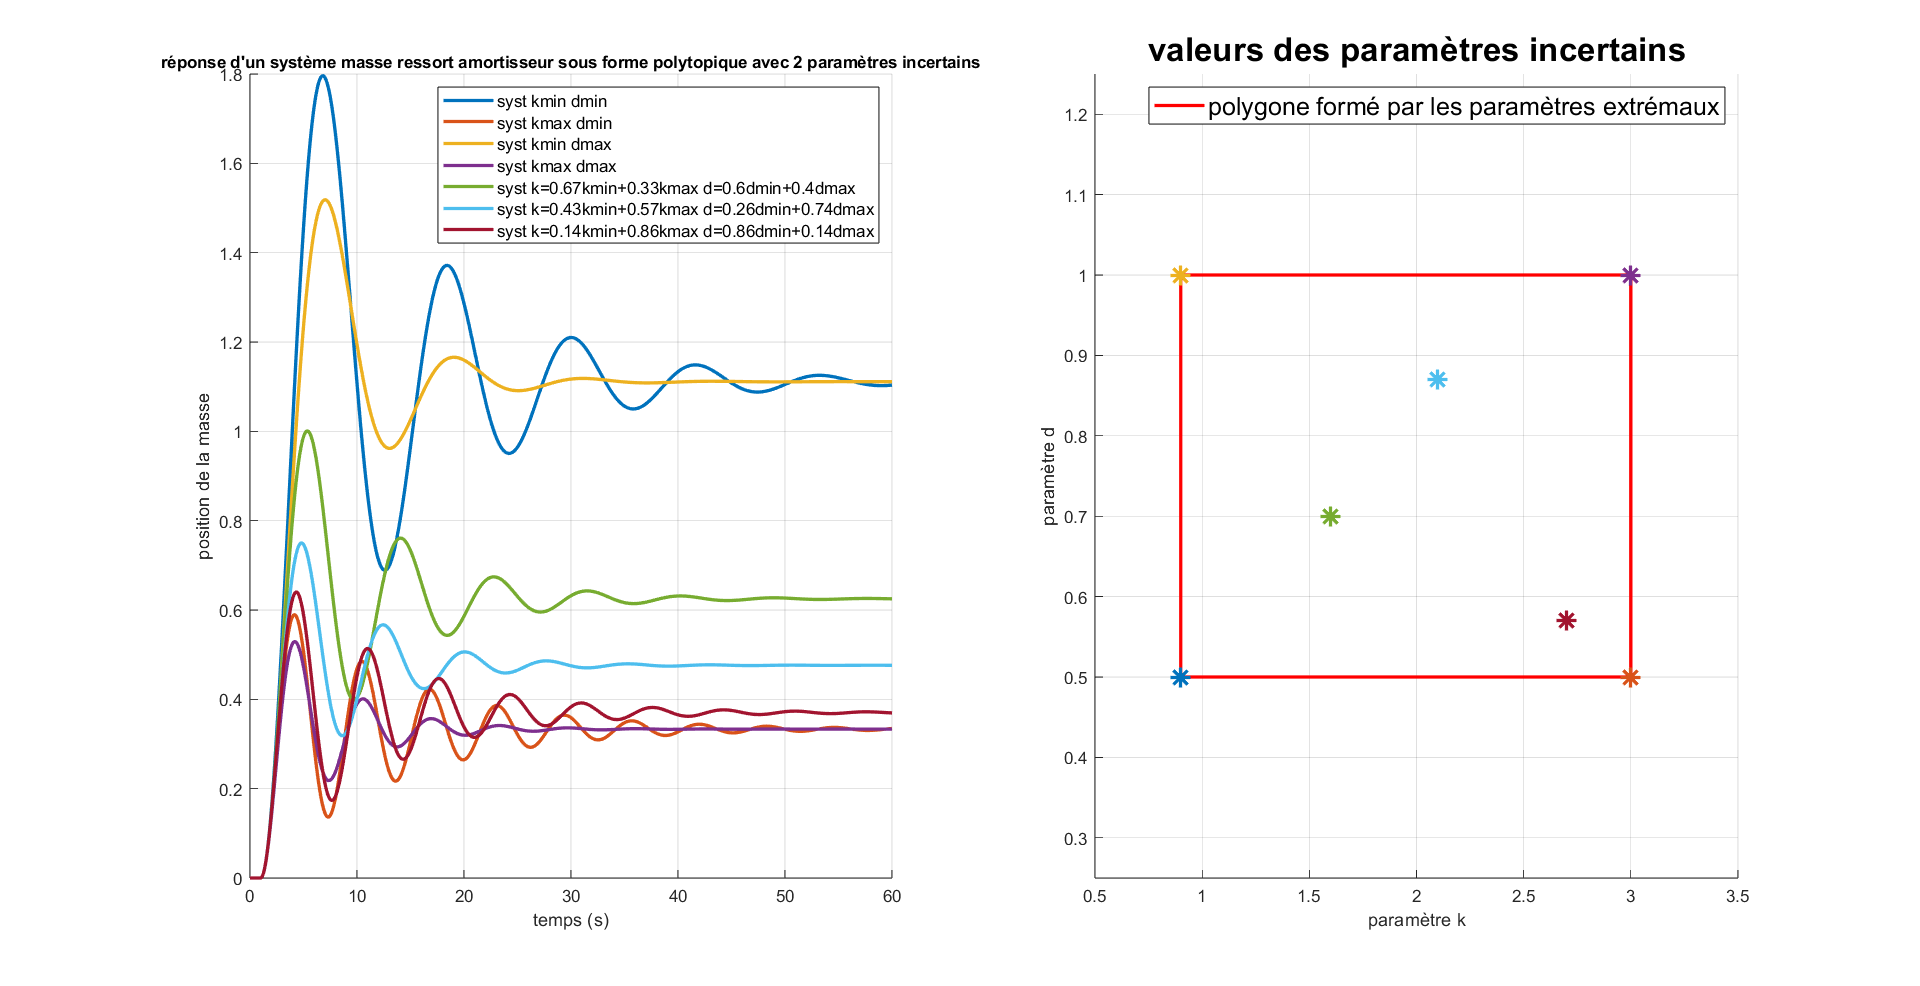 réponse d'un système masse ressort amortisseur sous forme polytopique avec 2 paramètres incertains
syst kmin dmin
syst kmax dmin
syst kmin dmax
syst kmax dmax
syst k=0.67kmin+0.33kmax d=0.6dmin+0.4dmax
syst k=0.43kmin+0.57kmax d=0.26dmin+0.74dmax
syst k=0.14kmin+0.86kmax d=0.86dmin+0.14dmax
position de la masse
1.8
1.6
1.4
1.2
1
0.8
0.6
0.4
0.2
0
0 10 20 30 40 50 60
temps (s)
valeurs des paramètres incertains
polygone formé par les paramètres extrémaux
paramètre d
1.2
1.1
1
0.9
0.8
0.7
0.6
0.5
0.4
0.3
0.5 1 1.5 2 2.5 3 3.5
paramètre k